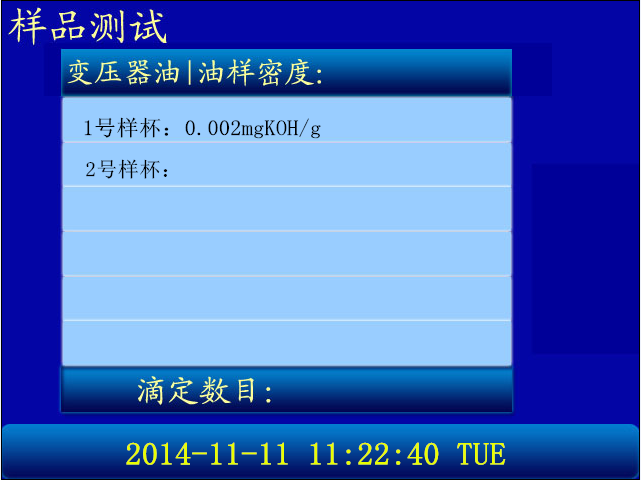 样品测试
变压器油|油样密度:
1号样杯: 0.002mgKOH/g
2号样杯:
滴定数目:
2014-11-11 11:22:40 TUE